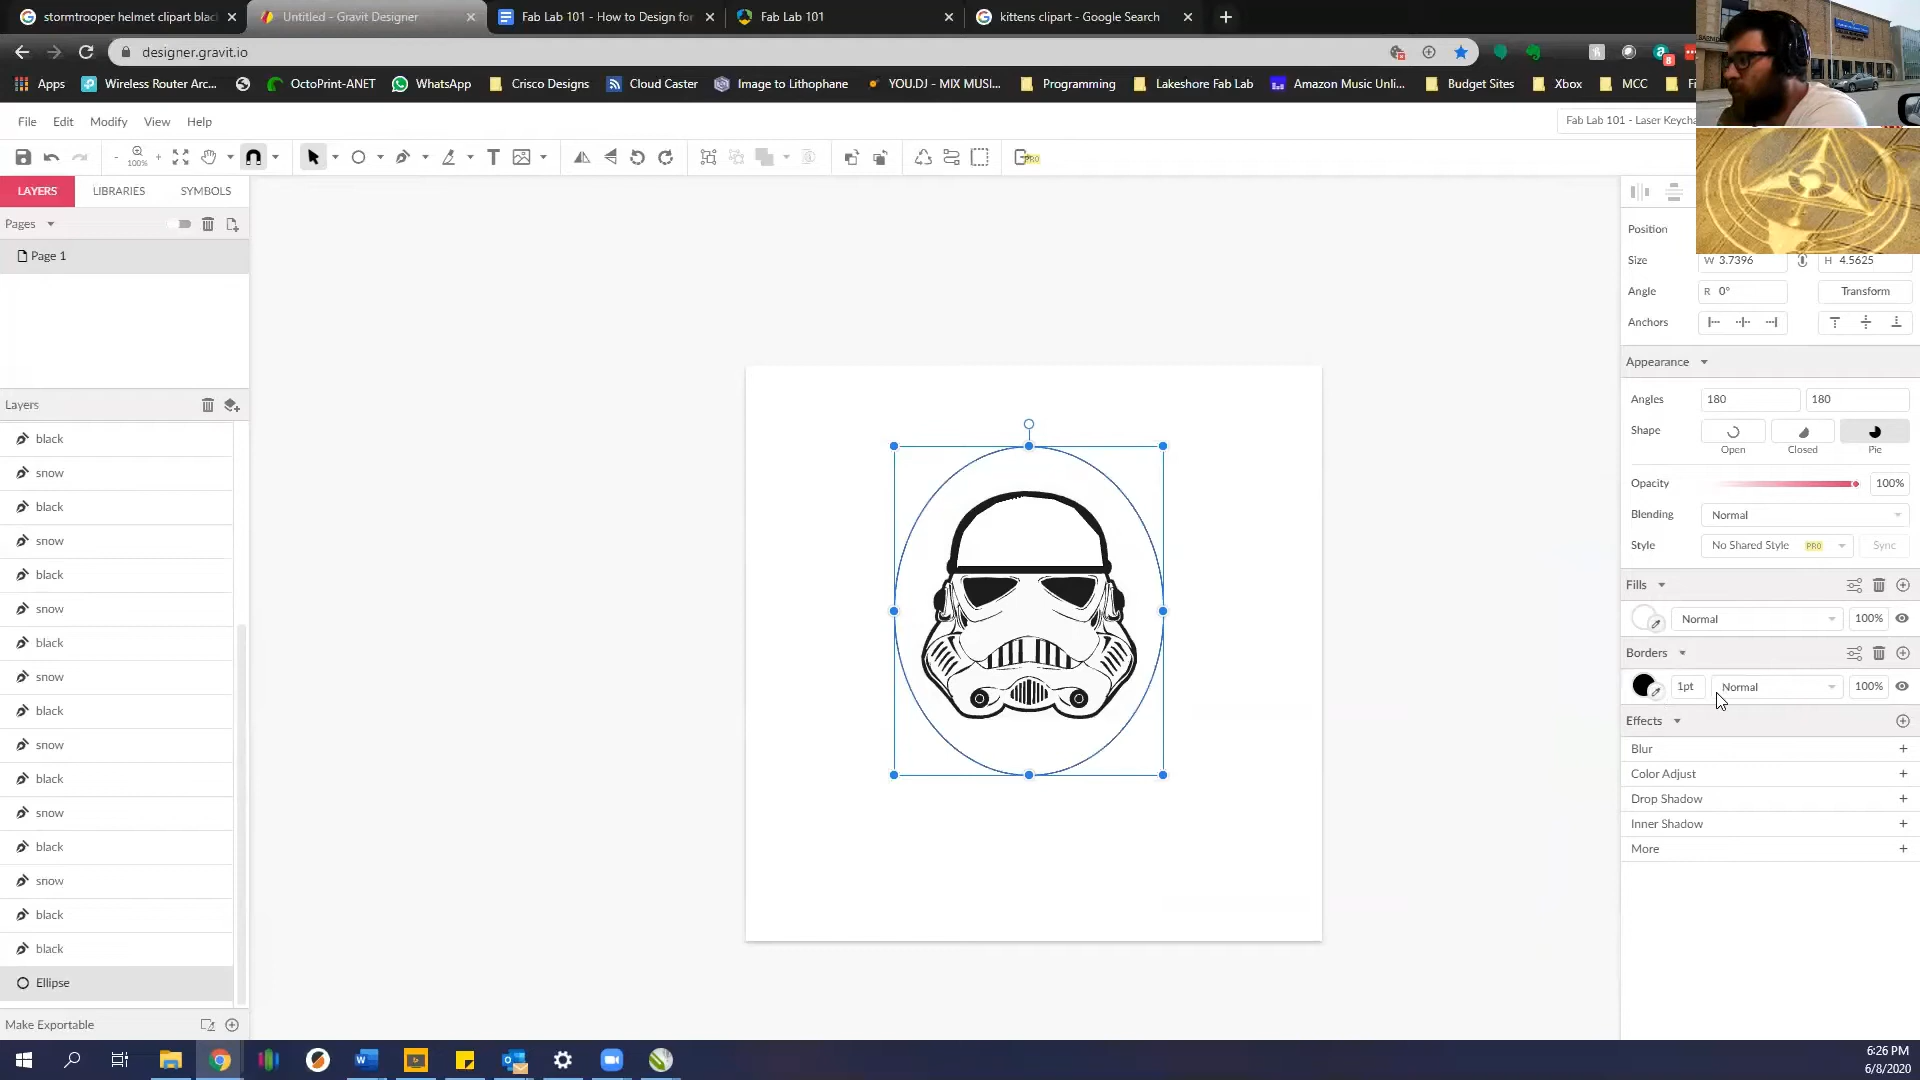 stormtrooper helmet clipart blac
Untitled - Gravit Designer
Fab Lab 101 - How to Design for
Fab Lab 101
kittens clipart - Google Search
designer.gravit.io
8
Apps
Wireless Router Arc...
OctoPrint-ANET
WhatsApp
Crisco Designs
Cloud Caster
Image to Lithophane
YOU.DJ - MIX MUSI...
Programming
Lakeshore Fab Lab
Amazon Music Unli...
Budget Sites
Xbox
MCC
File
Edit
Modify
View
Help
Fab Lab 101 - Laser Keycha
- 100% +
PRO
LAYERS
LIBRARIES
SYMBOLS
Pages
Page 1
Layers
black
snow
black
snow
black
snow
black
snow
black
snow
black
snow
black
snow
black
black
Ellipse
Make Exportable
Position
Size
W 3.7396
H 4.5625
Angle
R 0°
Transform
Anchors
Appearance
Angles
180
180
Shape
Open
Closed
Pie
Opacity
100%
Blending
Normal
Style
No Shared Style
PRO
Sync
Fills
Normal
100%
Borders
1pt
Normal
100%
Effects
Blur
Color Adjust
Drop Shadow
Inner Shadow
More
6:26 PM
6/8/2020